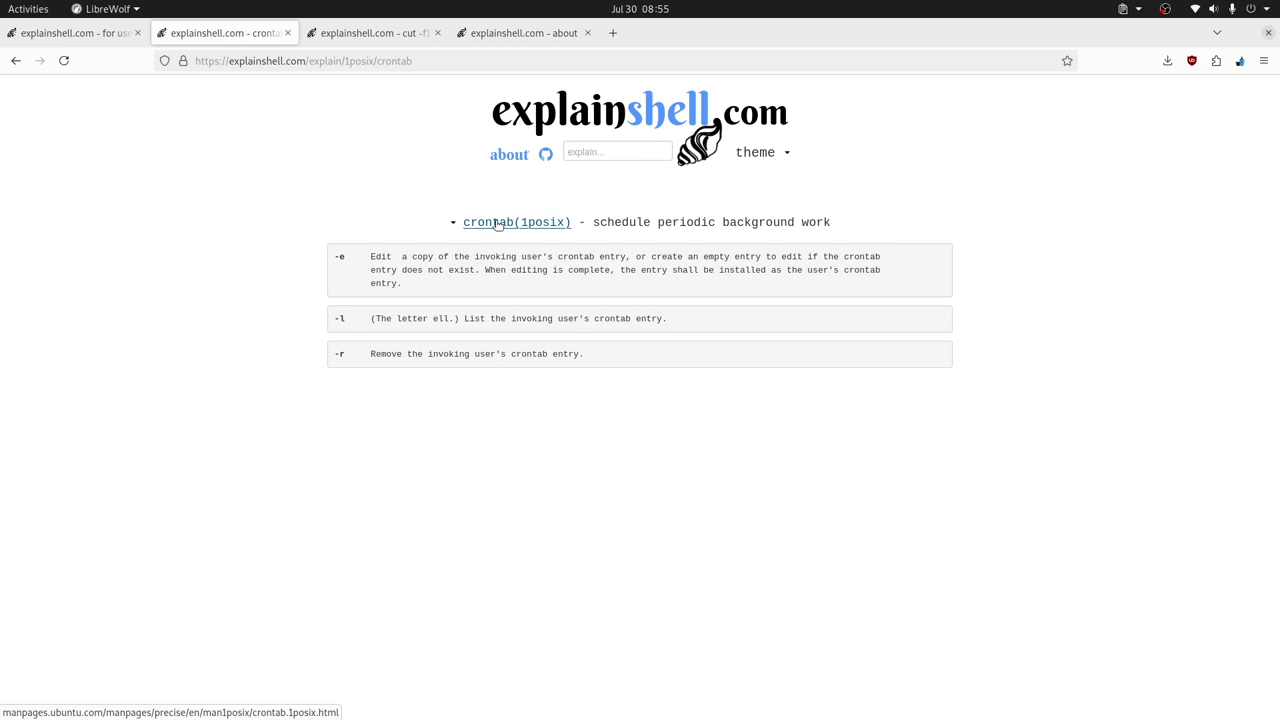 Activities LibreWolf Jul 30 08:55
explainshell.com - for use explainshell.com - cronta explainshell.com - cut -f1 explainshell.com - about
https://explainshell.com/explain/1posix/crontab
explainshell.com
about explain... theme
crontab(1posix) - schedule periodic background work
-e Edit a copy of the invoking user's crontab entry, or create an empty entry to edit if the crontab
entry does not exist. When editing is complete, the entry shall be installed as the user's crontab
entry.
-l (The letter ell.) List the invoking user's crontab entry.
-r Remove the invoking user's crontab entry.
manpages.ubuntu.com/manpages/precise/en/man1posix/crontab.1posix.html